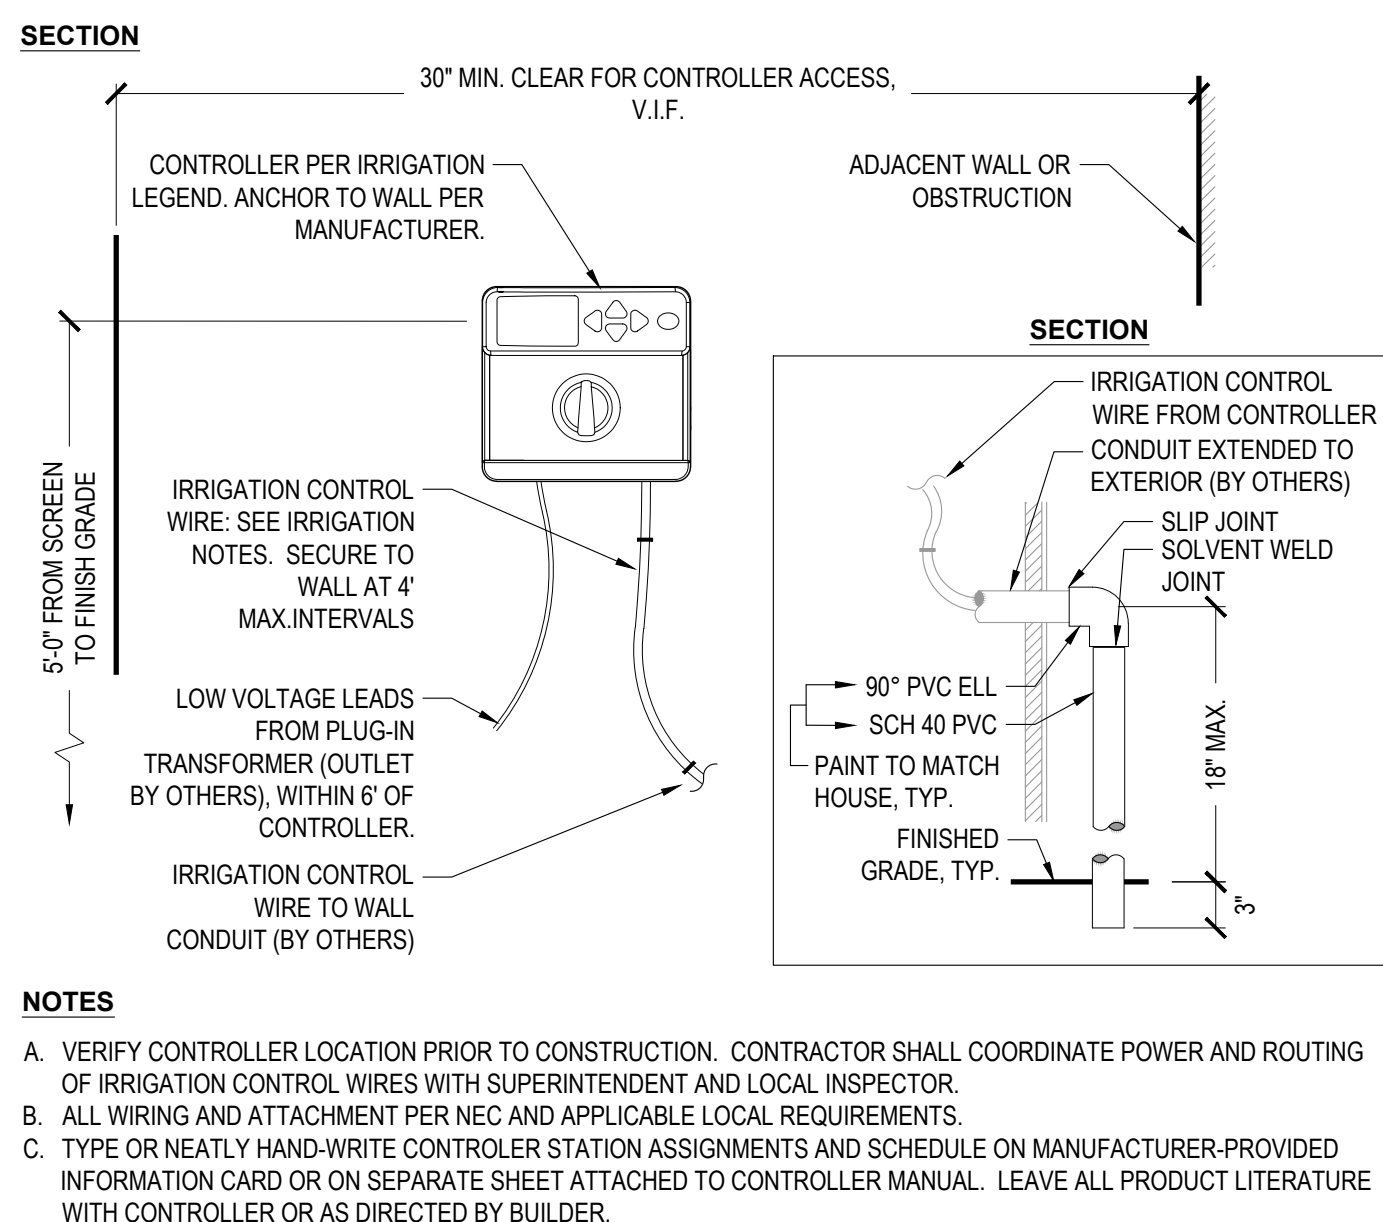 SECTION
30" MIN. CLEAR FOR CONTROLLER ACCESS,
V.I.F.
CONTROLLER PER IRRIGATION
LEGEND. ANCHOR TO WALL PER
MANUFACTURER.
ADJACENT WALL OR
OBSTRUCTION
5'-0" FROM SCREEN
TO FINISH GRADE
IRRIGATION CONTROL
WIRE: SEE IRRIGATION
NOTES. SECURE TO
WALL AT 4'
MAX.INTERVALS
LOW VOLTAGE LEADS
FROM PLUG-IN
TRANSFORMER (OUTLET
BY OTHERS), WITHIN 6' OF
CONTROLLER.
IRRIGATION CONTROL
WIRE TO WALL
CONDUIT (BY OTHERS)
SECTION
IRRIGATION CONTROL
WIRE FROM CONTROLLER
CONDUIT EXTENDED TO
EXTERIOR (BY OTHERS)
SLIP JOINT
SOLVENT WELD
JOINT
90° PVC ELL
SCH 40 PVC
PAINT TO MATCH
HOUSE, TYP.
FINISHED
GRADE, TYP.
18" MAX.
3"
NOTES
A. VERIFY CONTROLLER LOCATION PRIOR TO CONSTRUCTION. CONTRACTOR SHALL COORDINATE POWER AND ROUTING
OF IRRIGATION CONTROL WIRES WITH SUPERINTENDENT AND LOCAL INSPECTOR.
B. ALL WIRING AND ATTACHMENT PER NEC AND APPLICABLE LOCAL REQUIREMENTS.
C. TYPE OR NEATLY HAND-WRITE CONTROLER STATION ASSIGNMENTS AND SCHEDULE ON MANUFACTURER-PROVIDED
INFORMATION CARD OR ON SEPARATE SHEET ATTACHED TO CONTROLLER MANUAL. LEAVE ALL PRODUCT LITERATURE
WITH CONTROLLER OR AS DIRECTED BY BUILDER.